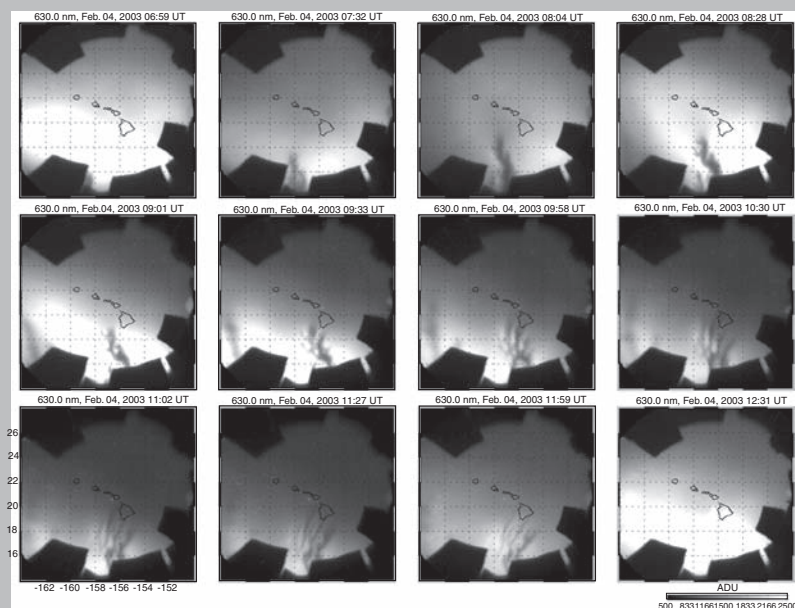 630.0 nm, Feb. 04, 2003 06:59 UT
630.0 nm, Feb. 04, 2003 07:32 UT
630.0 nm, Feb. 04, 2003 08:04 UT
630.0 nm, Feb. 04, 2003 08:28 UT
630.0 nm, Feb.04, 2003 09:01 UT
630.0 nm, Feb. 04, 2003 09:33 UT
630.0 nm, Feb. 04, 2003 09:58 UT
630.0 nm, Feb. 04, 2003 10:30 UT
630.0 nm, Feb. 04, 2003 11:02 UT
630.0 nm, Feb. 04, 2003 11:27 UT
630.0 nm, Feb. 04, 2003 11:59 UT
630.0 nm, Feb. 04, 2003 12:31 UT
26
24
22
20
18
16
-162 -160 -158 -156 -154 -152
ADU
500 83311661500 1833 2166 2500